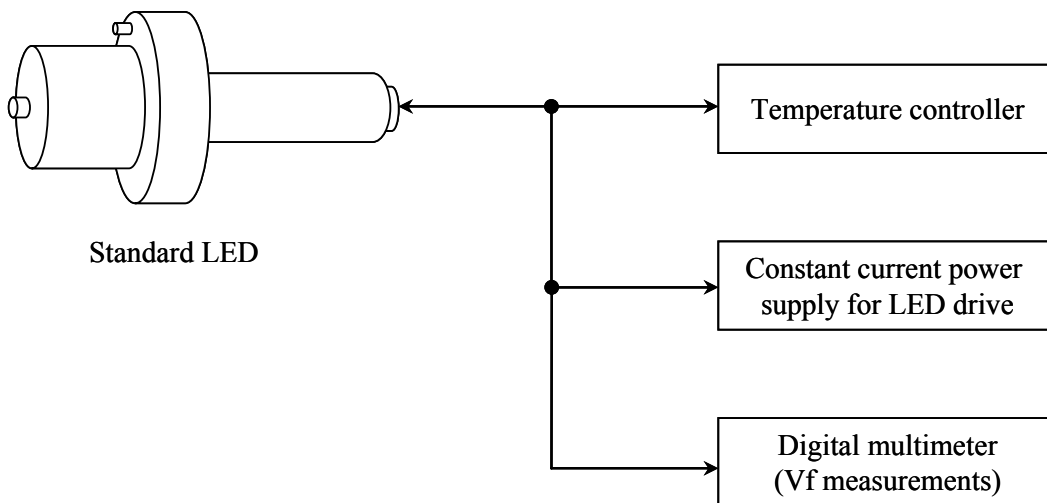 Temperature controller
Standard LED
Constant current power
supply for LED drive
Digital multimeter
(Vf measurements)